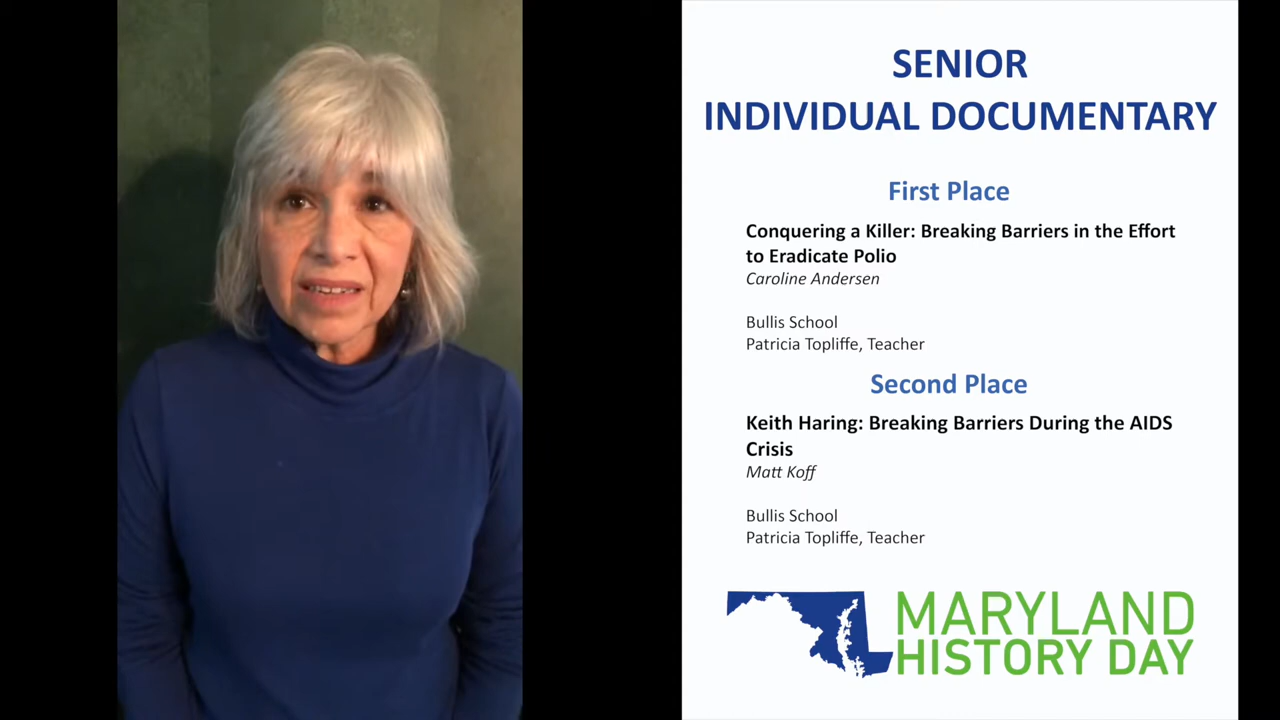 SENIOR
INDIVIDUAL DOCUMENTARY
First Place
Conquering a Killer: Breaking Barriers in the Effort
to Eradicate Polio
Caroline Andersen
Bullis School
Patricia Topliffe, Teacher
Second Place
Keith Haring: Breaking Barriers During the AIDS
Crisis
Matt Koff
Bullis School
Patricia Topliffe, Teacher
MARYLAND
HISTORY DAY